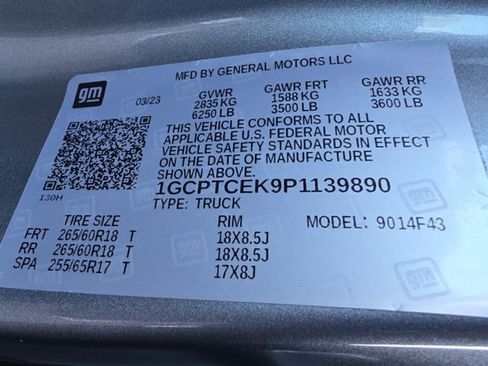 MFD BY GENERAL MOTORS LLC
gm 03/23 GVWR GAWR FRT GAWR RR
2835 KG 1588 KG 1633 KG
6250 LB 3500 LB 3600 LB
THIS VEHICLE CONFORMS TO ALL
APPLICABLE U.S. FEDERAL MOTOR
VEHICLE SAFETY STANDARDS IN EFFECT
ON THE DATE OF MANUFACTURE
SHOWN ABOVE.
130H 1GCPTCEK9P1139890
TYPE: TRUCK
TIRE SIZE RIM MODEL: 9014F43
FRT 265/60R18 T 18X8.5J
RR 265/60R18 T 18X8.5J
SPA 255/65R17 T 17X8J